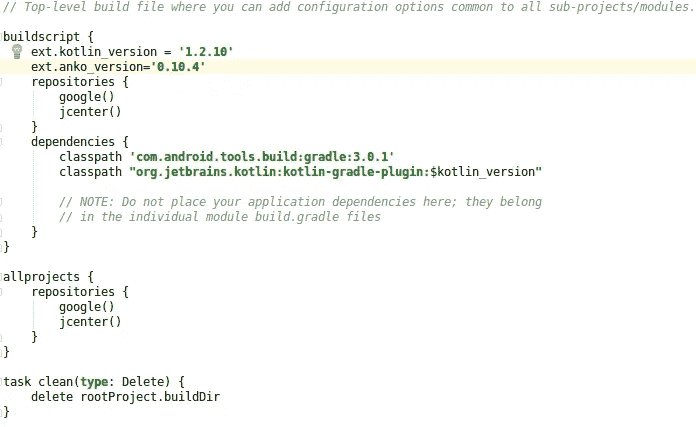 // Top-level build file where you can add configuration options common to all sub-projects/modules.
buildscript {
    ext.kotlin_version = '1.2.10'
    ext.anko_version='0.10.4'
    repositories {
        google()
        jcenter()
    }
    dependencies {
        classpath 'com.android.tools.build:gradle:3.0.1'
        classpath "org.jetbrains.kotlin:kotlin-gradle-plugin:$kotlin_version"
        // NOTE: Do not place your application dependencies here; they belong
        // in the individual module build.gradle files
    }
}
allprojects {
    repositories {
        google()
        jcenter()
    }
}
task clean(type: Delete) {
    delete rootProject.buildDir
}